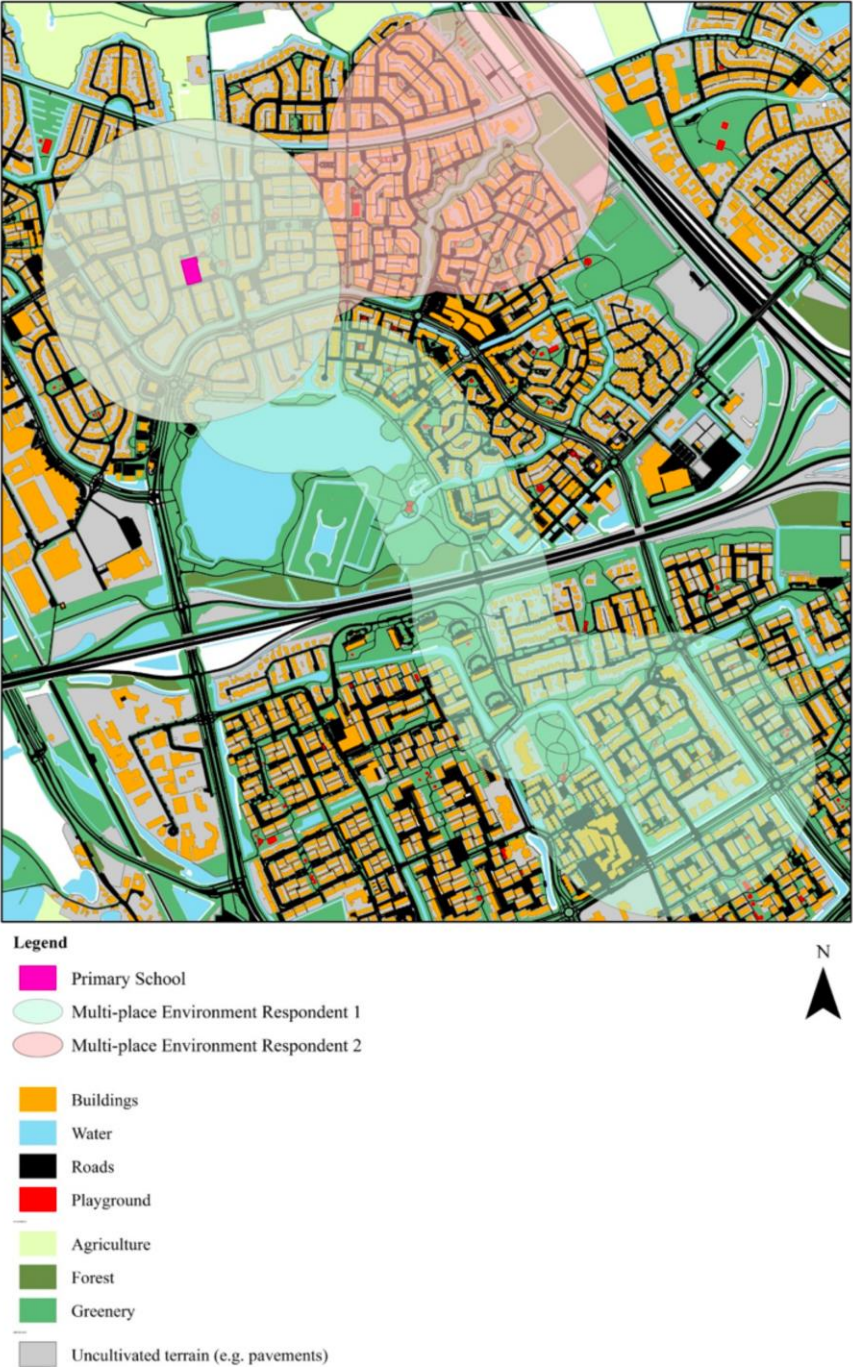 Legend
N
Primary School
Multi-place Environment Respondent 1
Multi-place Environment Respondent 2
Buildings
Water
Roads
Playground
Agriculture
Forest
Greenery
Uncultivated terrain (e.g. pavements)